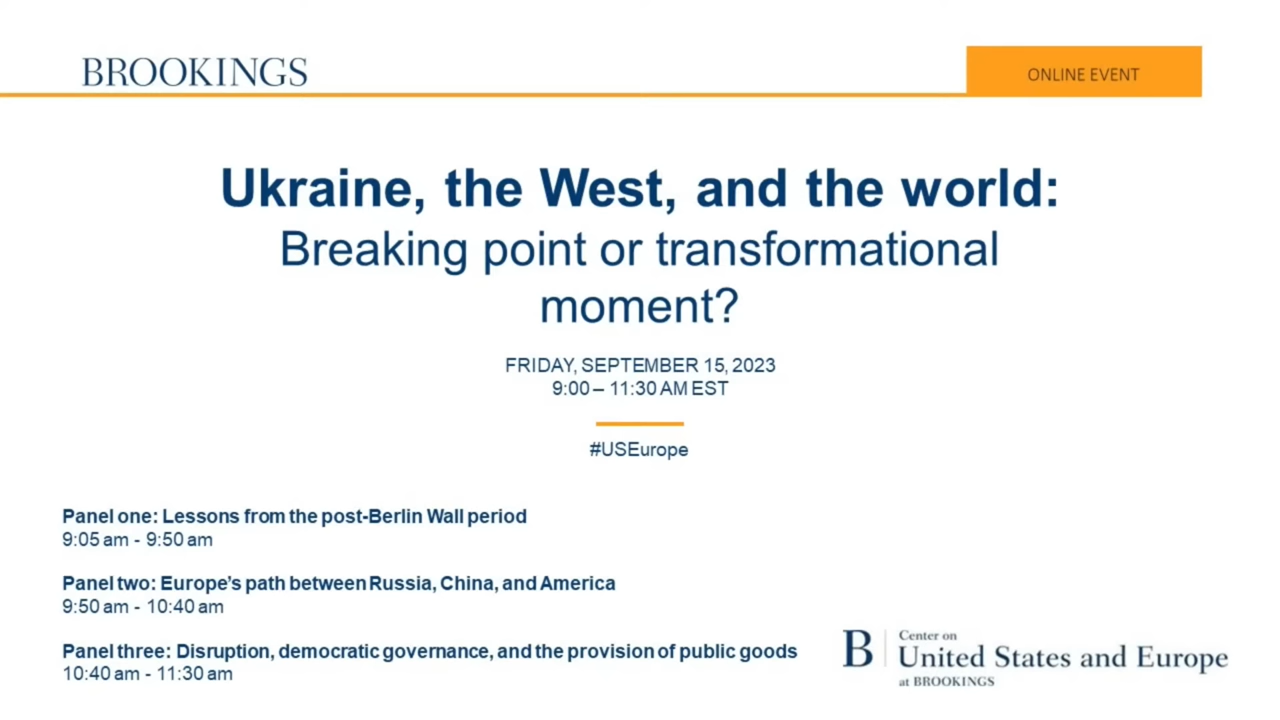 BROOKINGS
ONLINE EVENT
Ukraine, the West, and the world:
Breaking point or transformational
moment?
FRIDAY, SEPTEMBER 15, 2023
9:00 – 11:30 AM EST
#USEurope
Panel one: Lessons from the post-Berlin Wall period
9:05 am - 9:50 am
Panel two: Europe's path between Russia, China, and America
9:50 am - 10:40 am
Panel three: Disruption, democratic governance, and the provision of public goods
10:40 am - 11:30 am
B
Center on
United States and Europe
at BROOKINGS